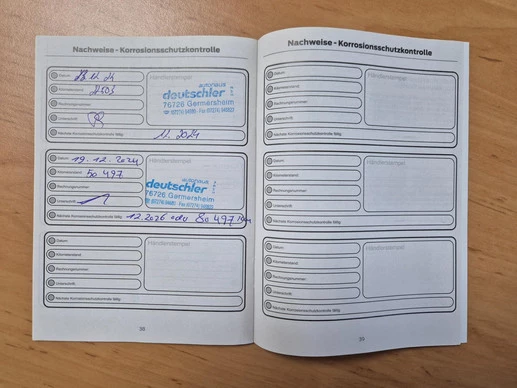 Nachweise - Korrosionsschutzkontrolle
Datum
Kilometerstand
Rechnungsnummer
Unterschrift
Nächste Korrosionsschutzkontrolle fällig 11.2024
Händlerstempel
autohaus
deutschler
76726 Germersheim
Datum 19.12.2024
Kilometerstand 50.497
Rechnungsnummer
Unterschrift
Nächste Korrosionsschutzkontrolle fällig 12.2026 oder 80.497 km
autohaus
deutschler
76726 Germersheim
Datum
Kilometerstand
Rechnungsnummer
Unterschrift
Nächste Korrosionsschutzkontrolle fällig
Händlerstempel
38
Nachweise - Korrosionsschutzkontrolle
Datum
Kilometerstand
Rechnungsnummer
Unterschrift
Nächste Korrosionsschutzkontrolle fällig
Händlerstempel
Datum
Kilometerstand
Rechnungsnummer
Unterschrift
Nächste Korrosionsschutzkontrolle fällig
Händlerstempel
Datum
Kilometerstand
Rechnungsnummer
Unterschrift
Nächste Korrosionsschutzkontrolle fällig
Händlerstempel
39